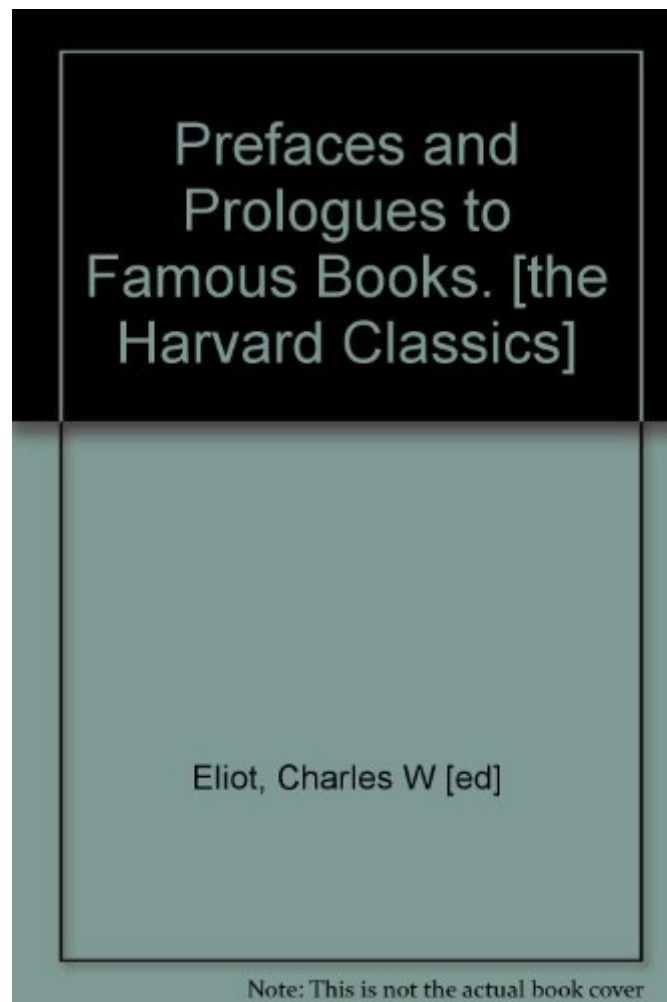 Prefaces and
Prologues to
Famous Books. [the
Harvard Classics]
Eliot, Charles W [ed]
Note: This is not the actual book cover